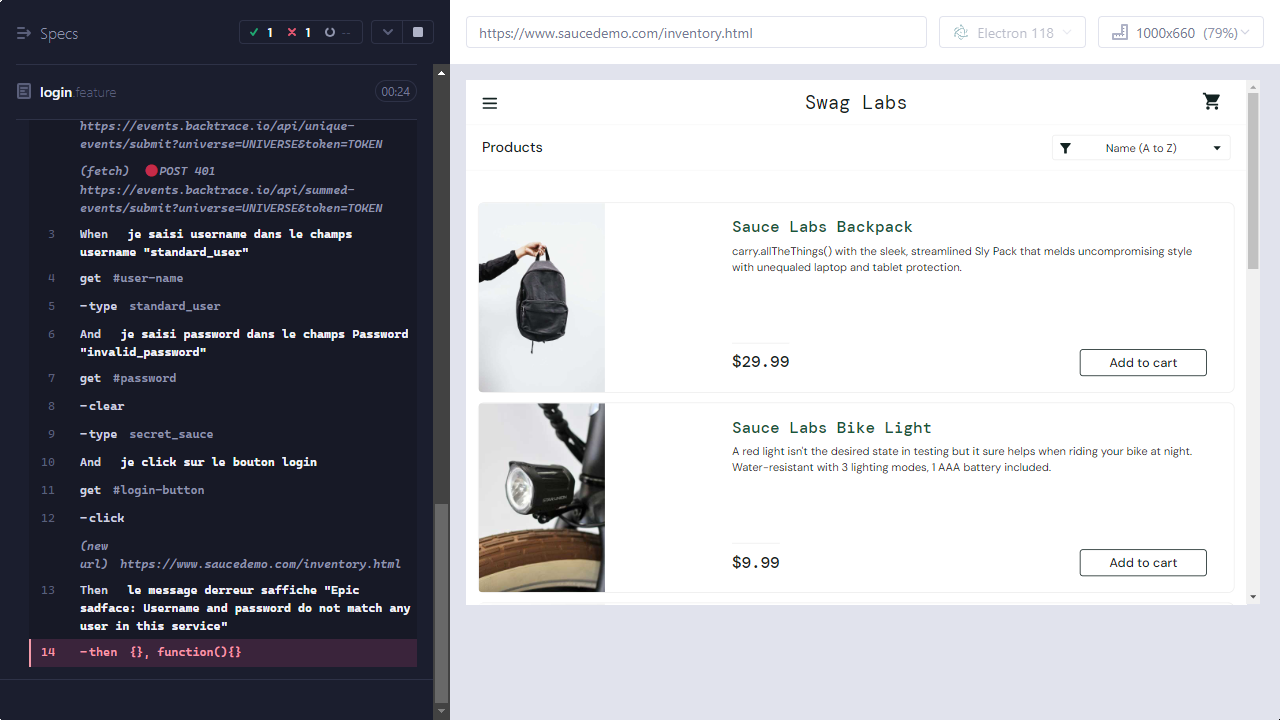 Specs
1
1
--
https://www.saucedemo.com/inventory.html
Electron 118
1000x660 (79%)
login.feature
00:24
https://events.backtrace.io/api/unique-
events/submit?universe=UNIVERSE&token=TOKEN
(fetch) POST 401
https://events.backtrace.io/api/summed-
events/submit?universe=UNIVERSE&token=TOKEN
3 When je saisi username dans le champs
username "standard_user"
4 get #user-name
5 -type standard_user
6 And je saisi password dans le champs Password
"invalid_password"
7 get #password
8 -clear
9 -type secret_sauce
10 And je click sur le bouton login
11 get #login-button
12 -click
(new
url) https://www.saucedemo.com/inventory.html
13 Then le message derreur saffiche "Epic
sadface: Username and password do not match any
user in this service"
14 -then {}, function(){}
Swag Labs
Products
Name (A to Z)
Sauce Labs Backpack
carry.allTheThings() with the sleek, streamlined Sly Pack that melds uncompromising style
with unequaled laptop and tablet protection.
$29.99
Add to cart
Sauce Labs Bike Light
A red light isn't the desired state in testing but it sure helps when riding your bike at night.
Water-resistant with 3 lighting modes, 1 AAA battery included.
$9.99
Add to cart